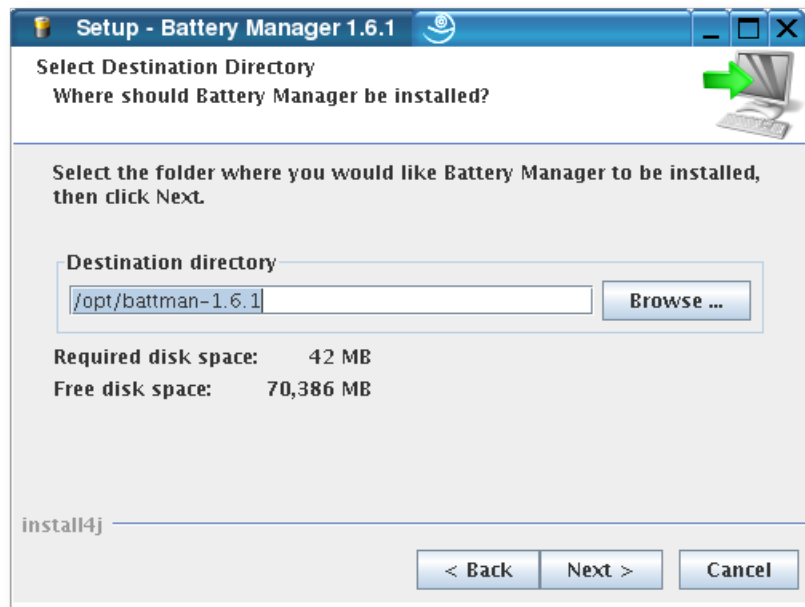 Setup - Battery Manager 1.6.1
Select Destination Directory
Where should Battery Manager be installed?
Select the folder where you would like Battery Manager to be installed,
then click Next.
Destination directory
/opt/battman-1.6.1
Browse ...
Required disk space: 42 MB
Free disk space: 70,386 MB
install4j
< Back Next > Cancel